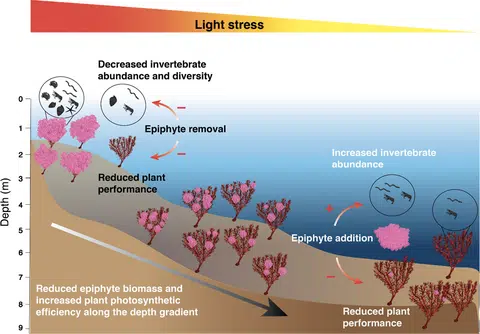 Light stress
Decreased invertebrate
abundance and diversity
Epiphyte removal
Reduced plant
performance
Increased invertebrate
abundance
Epiphyte addition
Reduced plant
performance
Reduced epiphyte biomass and
increased plant photosynthetic
efficiency along the depth gradient
Depth (m)
0
1
2
3
4
5
6
7
8
9
−
−
+
−